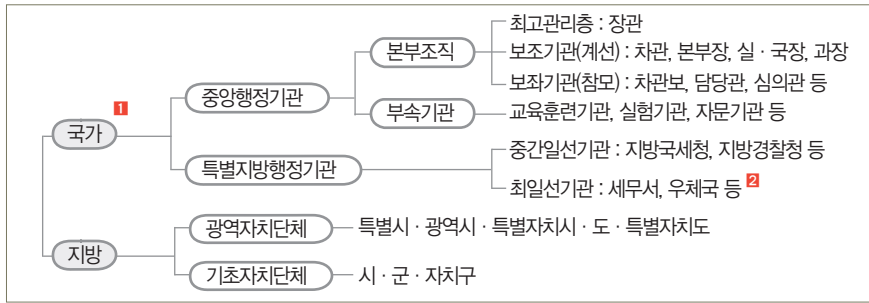 최고관리층 : 장관
본부조직
보조기관(계선) : 차관, 본부장, 실 · 국장, 과장
보좌기관(참모) : 차관보, 담당관, 심의관 등
중앙행정기관
부속기관
교육훈련기관, 실험기관, 자문기관 등
1
국가
중간일선기관 : 지방국세청, 지방경찰청 등
특별지방행정기관
최일선기관 : 세무서, 우체국 등 2
광역자치단체
특별시 · 광역시 · 특별자치시 · 도 · 특별자치도
지방
기초자치단체
시 · 군 · 자치구